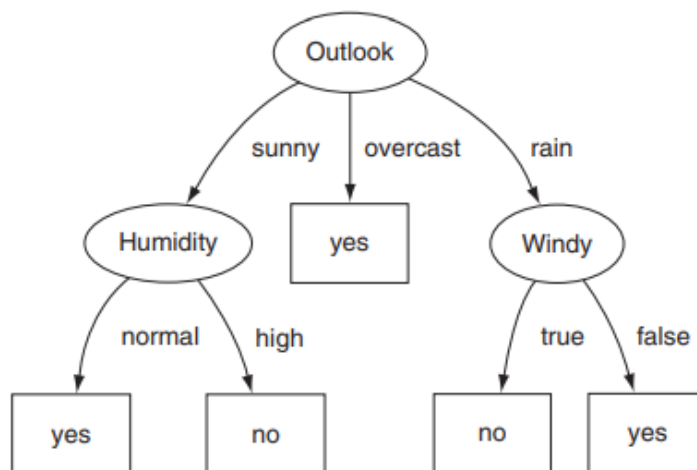 Outlook
sunny overcast rain
Humidity yes Windy
normal high true false
yes no no yes